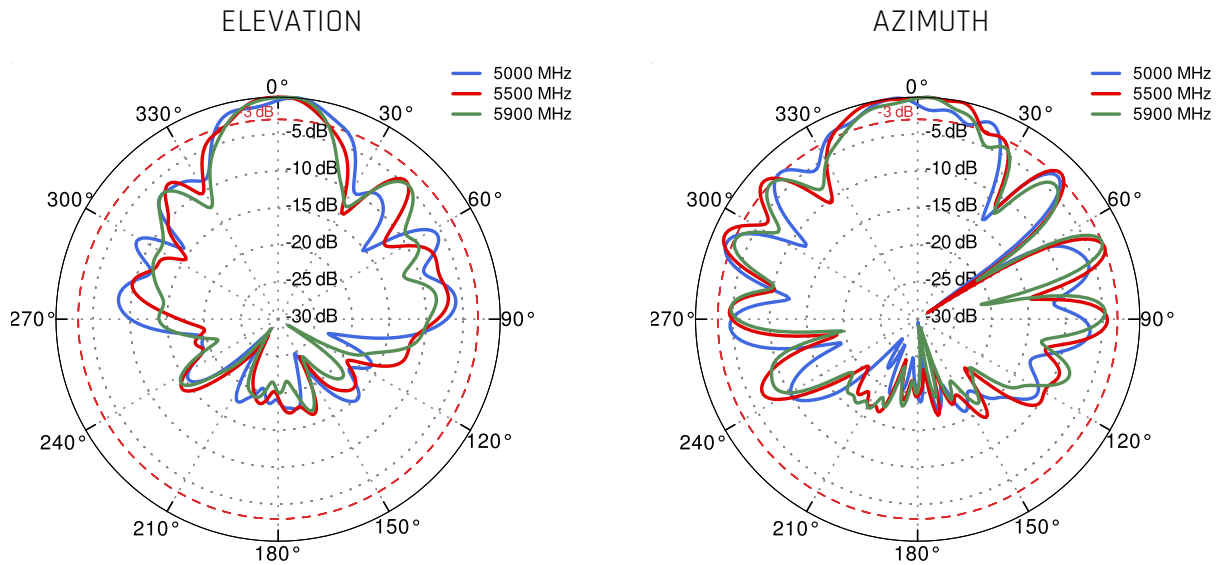 ELEVATION
5000 MHz
5500 MHz
5900 MHz
0°
30°
60°
90°
120°
150°
180°
210°
240°
270°
300°
330°
-3 dB
-5 dB
-10 dB
-15 dB
-20 dB
-25 dB
-30 dB
AZIMUTH
5000 MHz
5500 MHz
5900 MHz
0°
30°
60°
90°
120°
150°
180°
210°
240°
270°
300°
330°
-3 dB
-5 dB
-10 dB
-15 dB
-20 dB
-25 dB
-30 dB